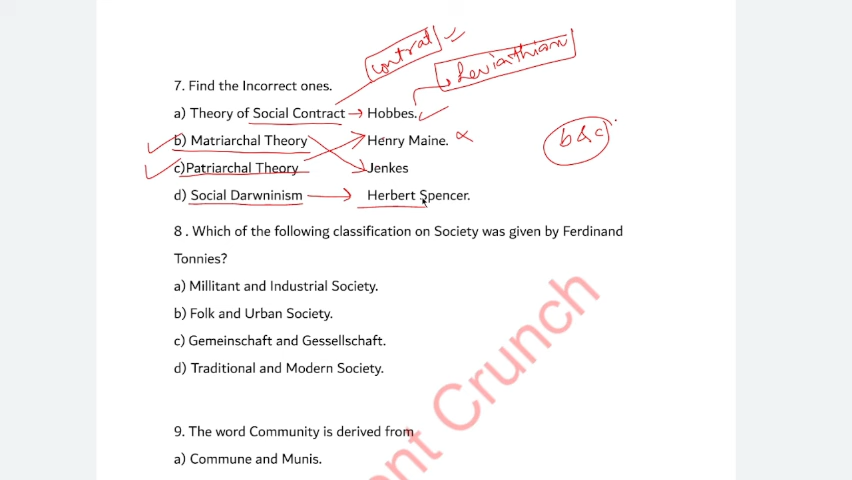 contrat
Leviathian
7. Find the Incorrect ones.
a) Theory of Social Contract → Hobbes.
b) Matriarchal Theory Henry Maine.
b & c
c)Patriarchal Theory Jenkes
d) Social Darwninism Herbert Spencer.
8 . Which of the following classification on Society was given by Ferdinand
Tonnies?
a) Millitant and Industrial Society.
b) Folk and Urban Society.
c) Gemeinschaft and Gessellschaft.
d) Traditional and Modern Society.
9. The word Community is derived from
a) Commune and Munis.
ent Crunch